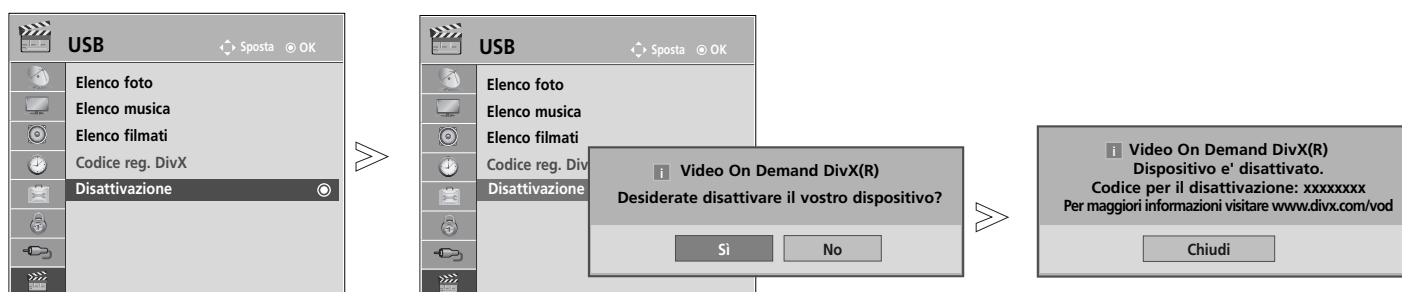 USB
Sposta OK
Elenco foto
Elenco musica
Elenco filmati
Codice reg. DivX
Disattivazione
USB
Sposta OK
Elenco foto
Elenco musica
Elenco filmati
Codice reg. Div
Disattivazione
i Video On Demand DivX(R)
Desiderate disattivare il vostro dispositivo?
Sì
No
i Video On Demand DivX(R)
Dispositivo e' disattivato.
Codice per il disattivazione: xxxxxxxx
Per maggiori informazioni visitare www.divx.com/vod
Chiudi